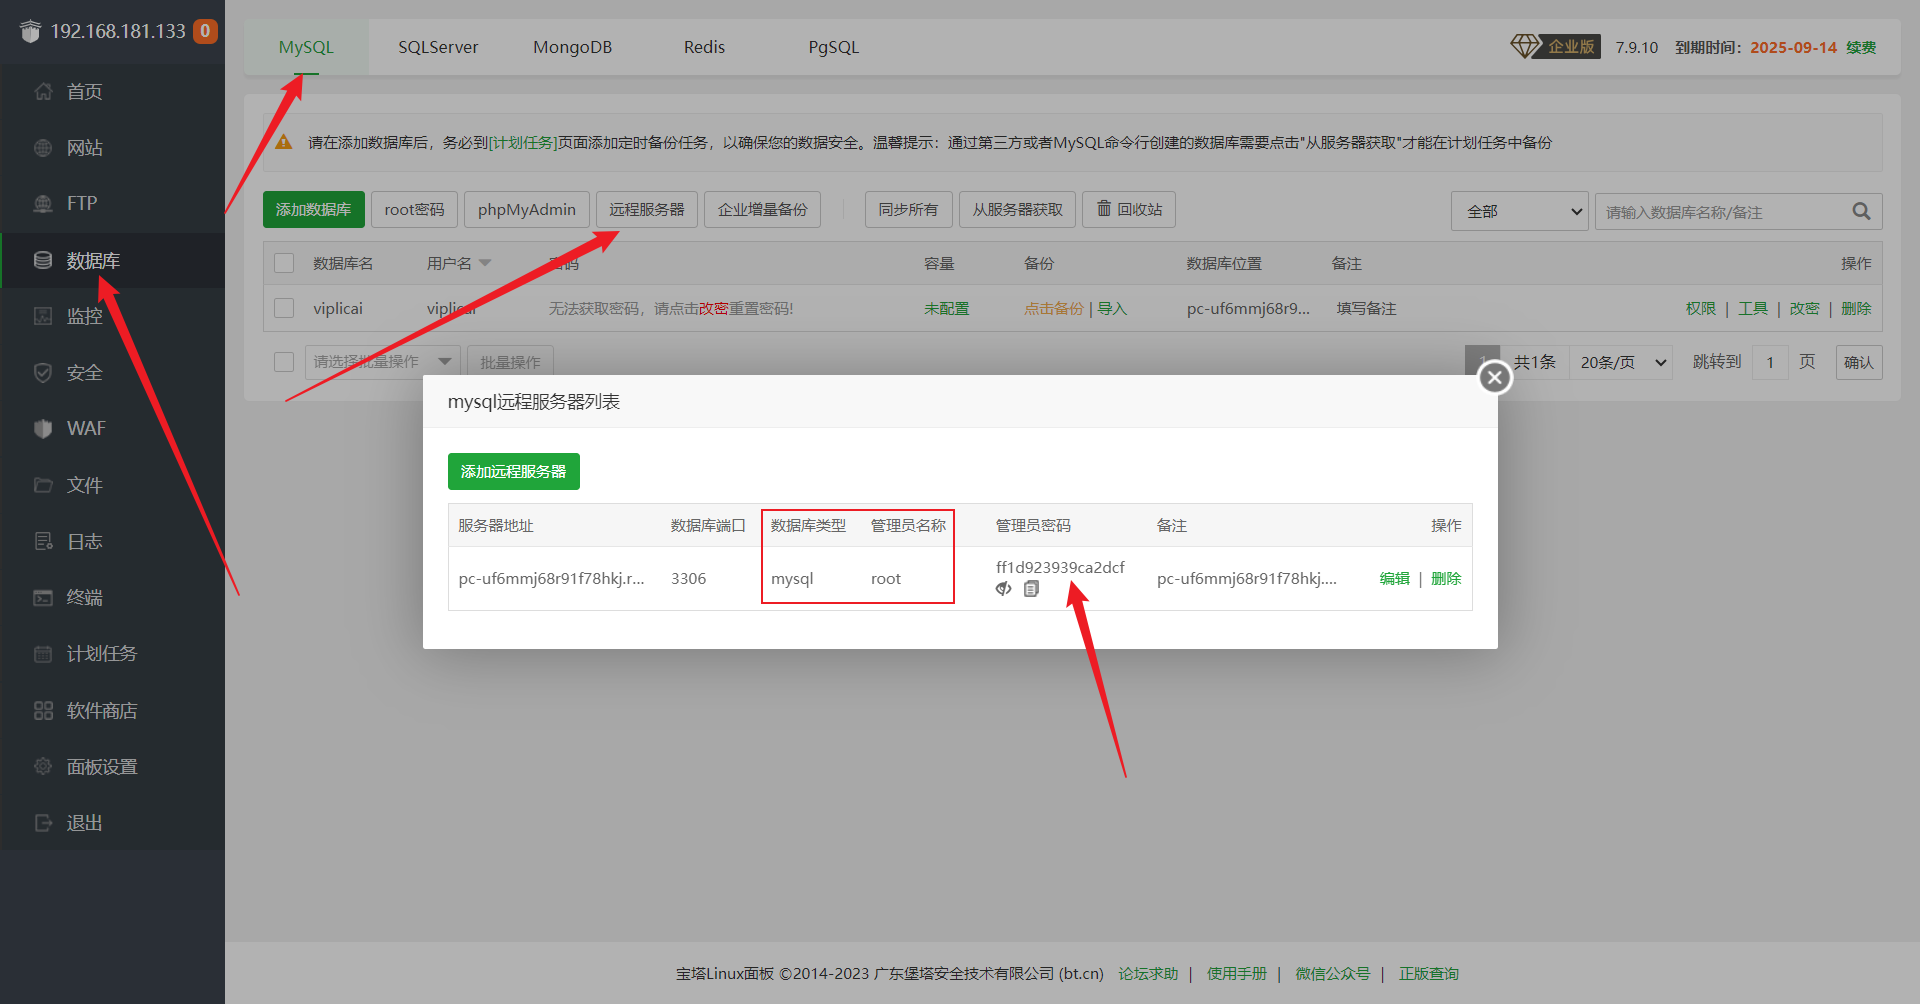 192.168.181.133 0
首页
网站
FTP
数据库
监控
安全
WAF
文件
日志
终端
计划任务
软件商店
面板设置
退出
MySQL SQLServer MongoDB Redis PgSQL
企业版 7.9.10 到期时间：2025-09-14 续费
请在添加数据库后，务必到[计划任务]页面添加定时备份任务，以确保您的数据安全。温馨提示：通过第三方或者MySQL命令行创建的数据库需要点击"从服务器获取"才能在计划任务中备份
添加数据库 root密码 phpMyAdmin 远程服务器 企业增量备份 同步所有 从服务器获取 回收站 全部 请输入数据库名称/备注
数据库名 用户名 密码 容量 备份 数据库位置 备注 操作
viplicai viplicai 无法获取密码，请点击改密重置密码! 未配置 点击备份 | 导入 pc-uf6mmj68r9... 填写备注 权限 | 工具 | 改密 | 删除
请选择批量操作 批量操作 1 共1条 20条/页 跳转到 1 页 确认
mysql远程服务器列表
添加远程服务器
服务器地址 数据库端口 数据库类型 管理员名称 管理员密码 备注 操作
pc-uf6mmj68r91f78hkj.r... 3306 mysql root ff1d923939ca2dcf pc-uf6mmj68r91f78hkj.... 编辑 | 删除
宝塔Linux面板 ©2014-2023 广东堡塔安全技术有限公司 (bt.cn) 论坛求助 | 使用手册 | 微信公众号 | 正版查询